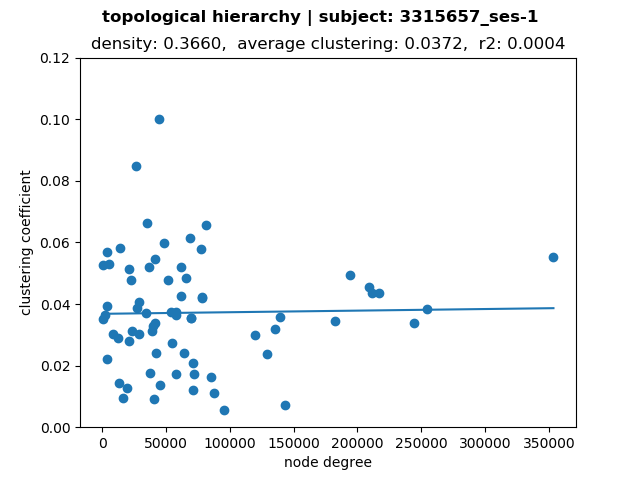 topological hierarchy | subject: 3315657_ses-1
density: 0.3660,  average clustering: 0.0372,  r2: 0.0004
0.12
0.10
0.08
0.06
0.04
0.02
0.00
clustering coefficient
0 50000 100000 150000 200000 250000 300000 350000
node degree